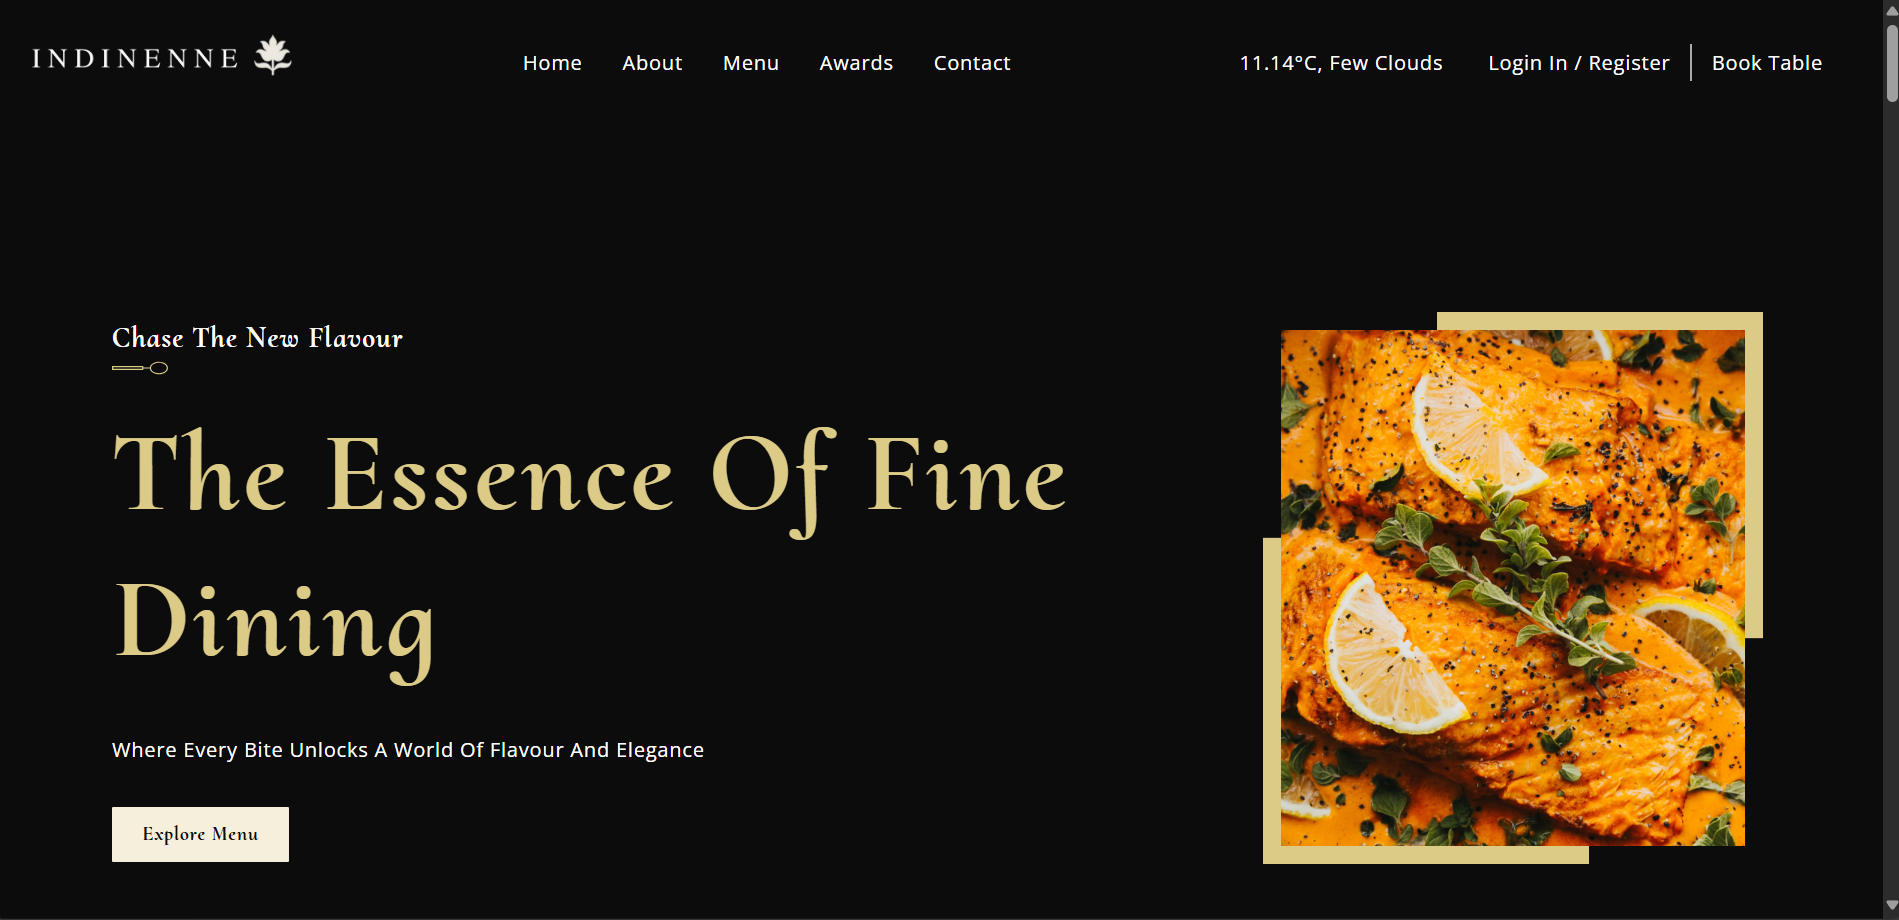 INDINENNE
Home About Menu Awards Contact
11.14°C, Few Clouds Login In / Register Book Table
Chase The New Flavour
The Essence Of Fine
Dining
Where Every Bite Unlocks A World Of Flavour And Elegance
Explore Menu